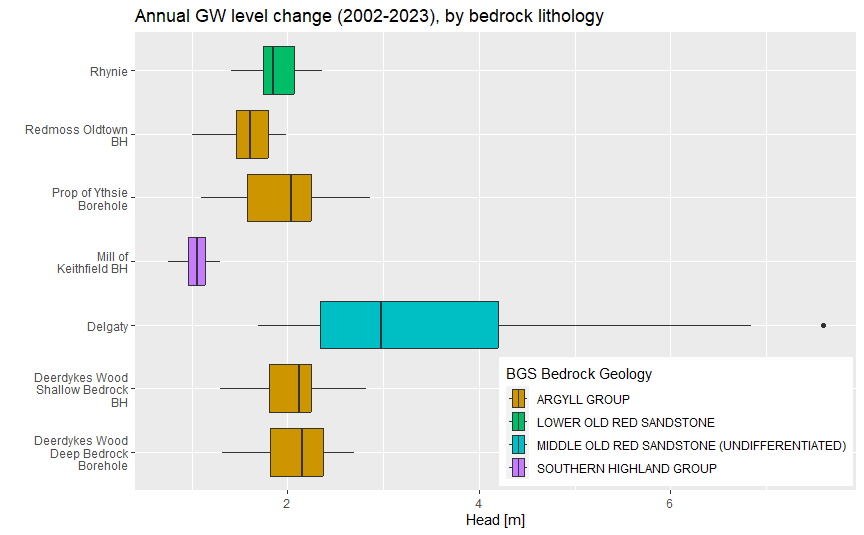 Annual GW level change (2002-2023), by bedrock lithology
Rhynie
Redmoss Oldtown
BH
Prop of Ythsie
Borehole
Mill of
Keithfield BH
Delgaty
Deerdykes Wood
Shallow Bedrock
BH
Deerdykes Wood
Deep Bedrock
Borehole
BGS Bedrock Geology
ARGYLL GROUP
LOWER OLD RED SANDSTONE
MIDDLE OLD RED SANDSTONE (UNDIFFERENTIATED)
SOUTHERN HIGHLAND GROUP
2 4 6
Head [m]